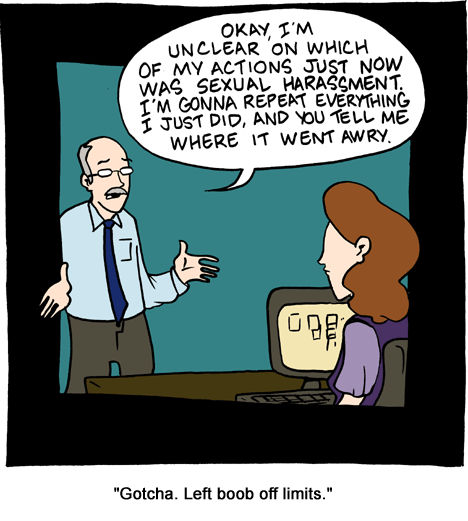 OKAY, I'M
UNCLEAR ON WHICH
OF MY ACTIONS JUST NOW
WAS SEXUAL HARASSMENT.
I'M GONNA REPEAT EVERYTHING
I JUST DID, AND YOU TELL ME
WHERE IT WENT AWRY.
"Gotcha. Left boob off limits."